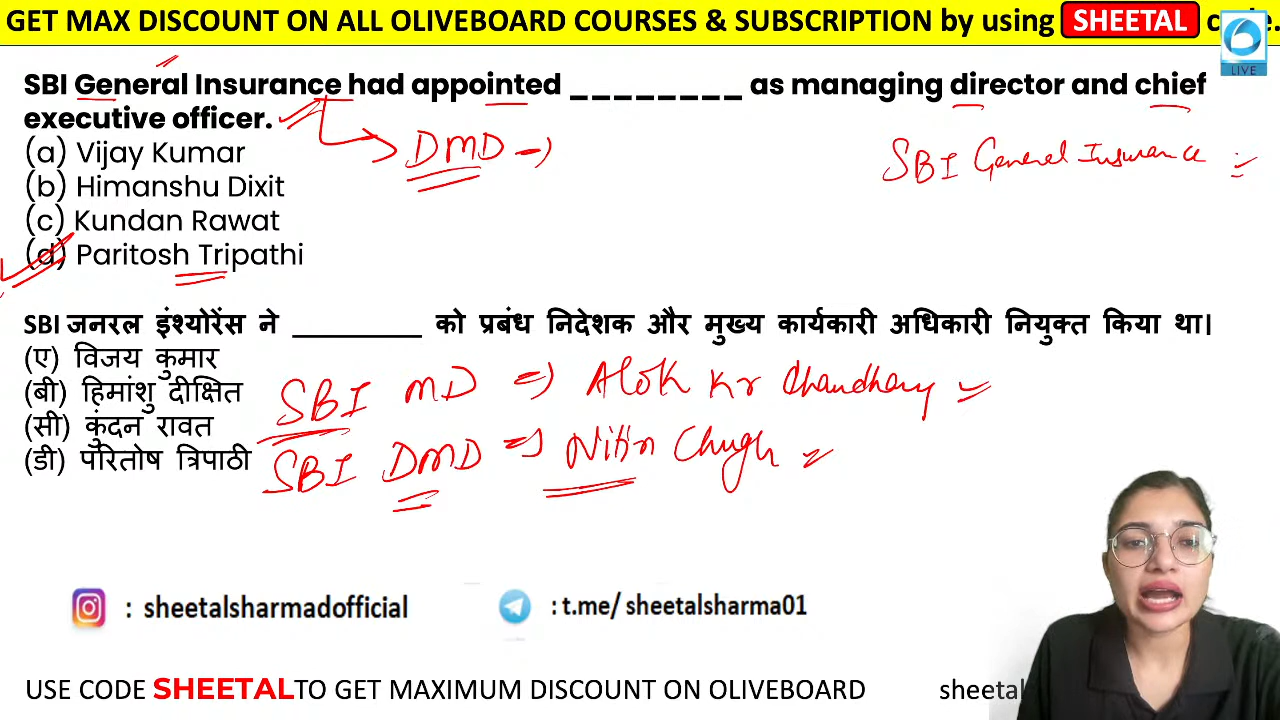 GET MAX DISCOUNT ON ALL OLIVEBOARD COURSES & SUBSCRIPTION by using SHEETAL code.
LIVE
SBI General Insurance had appointed ________ as managing director and chief
executive officer.
(a) Vijay Kumar
(b) Himanshu Dixit
(c) Kundan Rawat
(d) Paritosh Tripathi
DMD =)
SBI General Insurance
SBI जनरल इंश्योरेंस ने __________ को प्रबंध निदेशक और मुख्य कार्यकारी अधिकारी नियुक्त किया था।
(ए) विजय कुमार
(बी) हिमांशु दीक्षित
(सी) कुंदन रावत
(डी) परितोष त्रिपाठी
SBI MD => Alok Kr Chaudhary
SBI DMD => Nitin Chugh
: sheetalsharmadofficial
: t.me/ sheetalsharma01
USE CODE SHEETAL TO GET MAXIMUM DISCOUNT ON OLIVEBOARD
sheetal